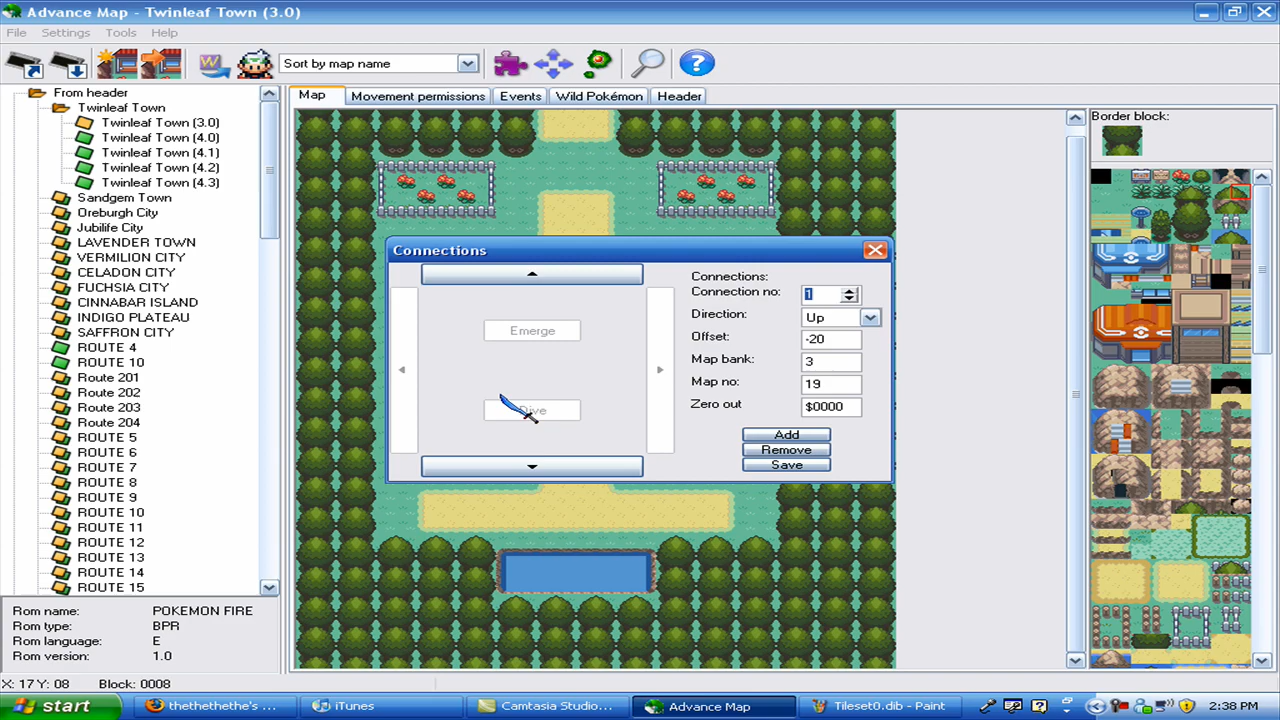 Advance Map - Twinleaf Town (3.0)
File Settings Tools Help
W Sort by map name ?
From header
Twinleaf Town
Twinleaf Town (3.0)
Twinleaf Town (4.0)
Twinleaf Town (4.1)
Twinleaf Town (4.2)
Twinleaf Town (4.3)
Sandgem Town
Oreburgh City
Jubilife City
LAVENDER TOWN
VERMILION CITY
CELADON CITY
FUCHSIA CITY
CINNABAR ISLAND
INDIGO PLATEAU
SAFFRON CITY
ROUTE 4
ROUTE 10
Route 201
Route 202
Route 203
Route 204
ROUTE 5
ROUTE 6
ROUTE 7
ROUTE 8
ROUTE 9
ROUTE 10
ROUTE 11
ROUTE 12
ROUTE 13
ROUTE 14
ROUTE 15
Rom name: POKEMON FIRE
Rom type: BPR
Rom language: E
Rom version: 1.0
Map Movement permissions Events Wild Pokémon Header
Border block:
Connections
Emerge
Dive
Connections:
Connection no: 1
Direction: Up
Offset: -20
Map bank: 3
Map no: 19
Zero out $0000
Add
Remove
Save
X: 17 Y: 08 Block: 0008
start thethethethe's ... iTunes Camtasia Studio... Advance Map Tileset0.dib - Paint 2:38 PM